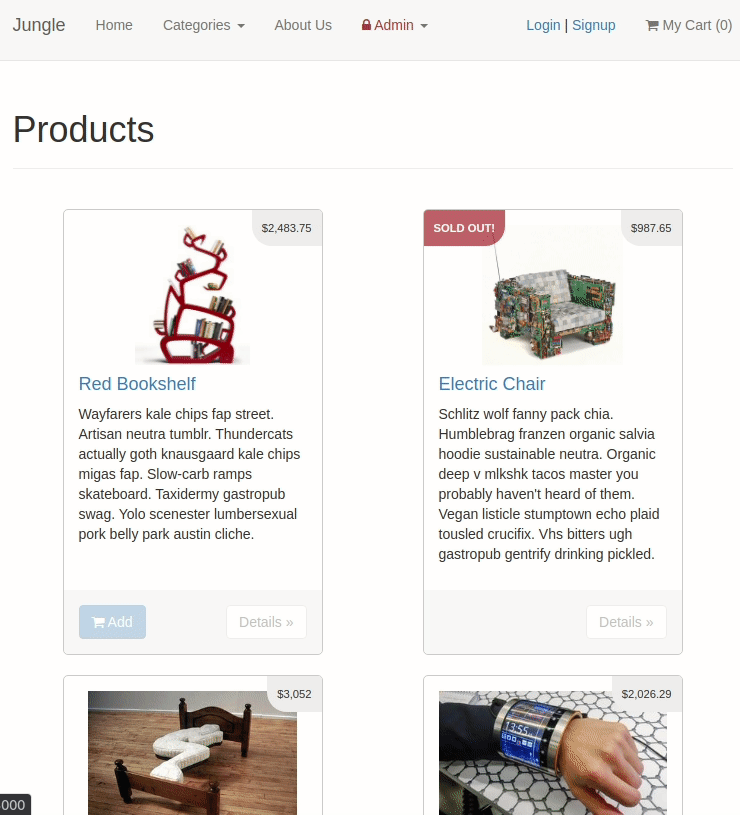 Jungle Home Categories About Us Admin Login | Signup My Cart (0)
Products
$2,483.75
Red Bookshelf
Wayfarers kale chips fap street.
Artisan neutra tumblr. Thundercats
actually goth knausgaard kale chips
migas fap. Slow-carb ramps
skateboard. Taxidermy gastropub
swag. Yolo scenester lumbersexual
pork belly park austin cliche.
Add Details »
SOLD OUT! $987.65
Electric Chair
Schlitz wolf fanny pack chia.
Humblebrag franzen organic salvia
hoodie sustainable neutra. Organic
deep v mlkshk tacos master you
probably haven't heard of them.
Vegan listicle stumptown echo plaid
tousled crucifix. Vhs bitters ugh
gastropub gentrify drinking pickled.
Details »
$3,052
$2,026.29
13:55
000